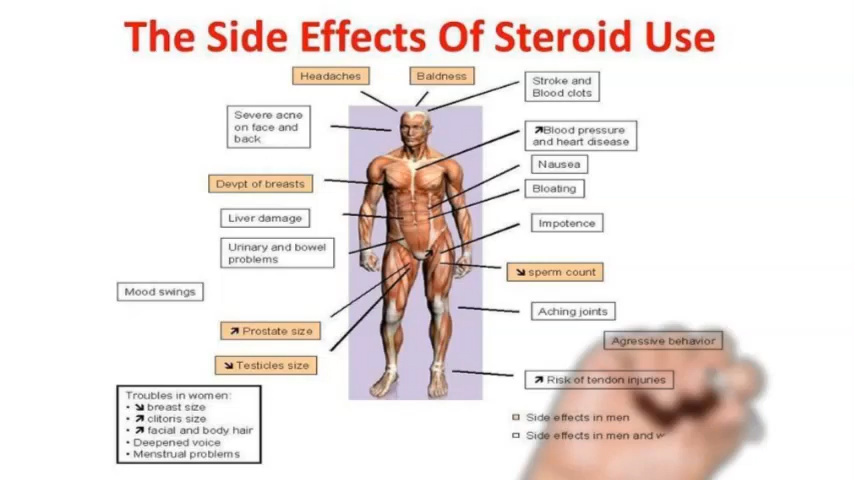 The Side Effects Of Steroid Use
Headaches
Baldness
Stroke and
Blood clots
Severe acne
on face and
back
↗Blood pressure
and heart disease
Nausea
Devpt of breasts
Bloating
Liver damage
Impotence
Urinary and bowel
problems
↘ sperm count
Mood swings
Aching joints
↗ Prostate size
Agressive behavior
↘ Testicles size
↗ Risk of tendon injuries
Troubles in women:
• ↘ breast size
• ↗ clitoris size
• ↗ facial and body hair
• Deepened voice
• Menstrual problems
Side effects in men
Side effects in men and